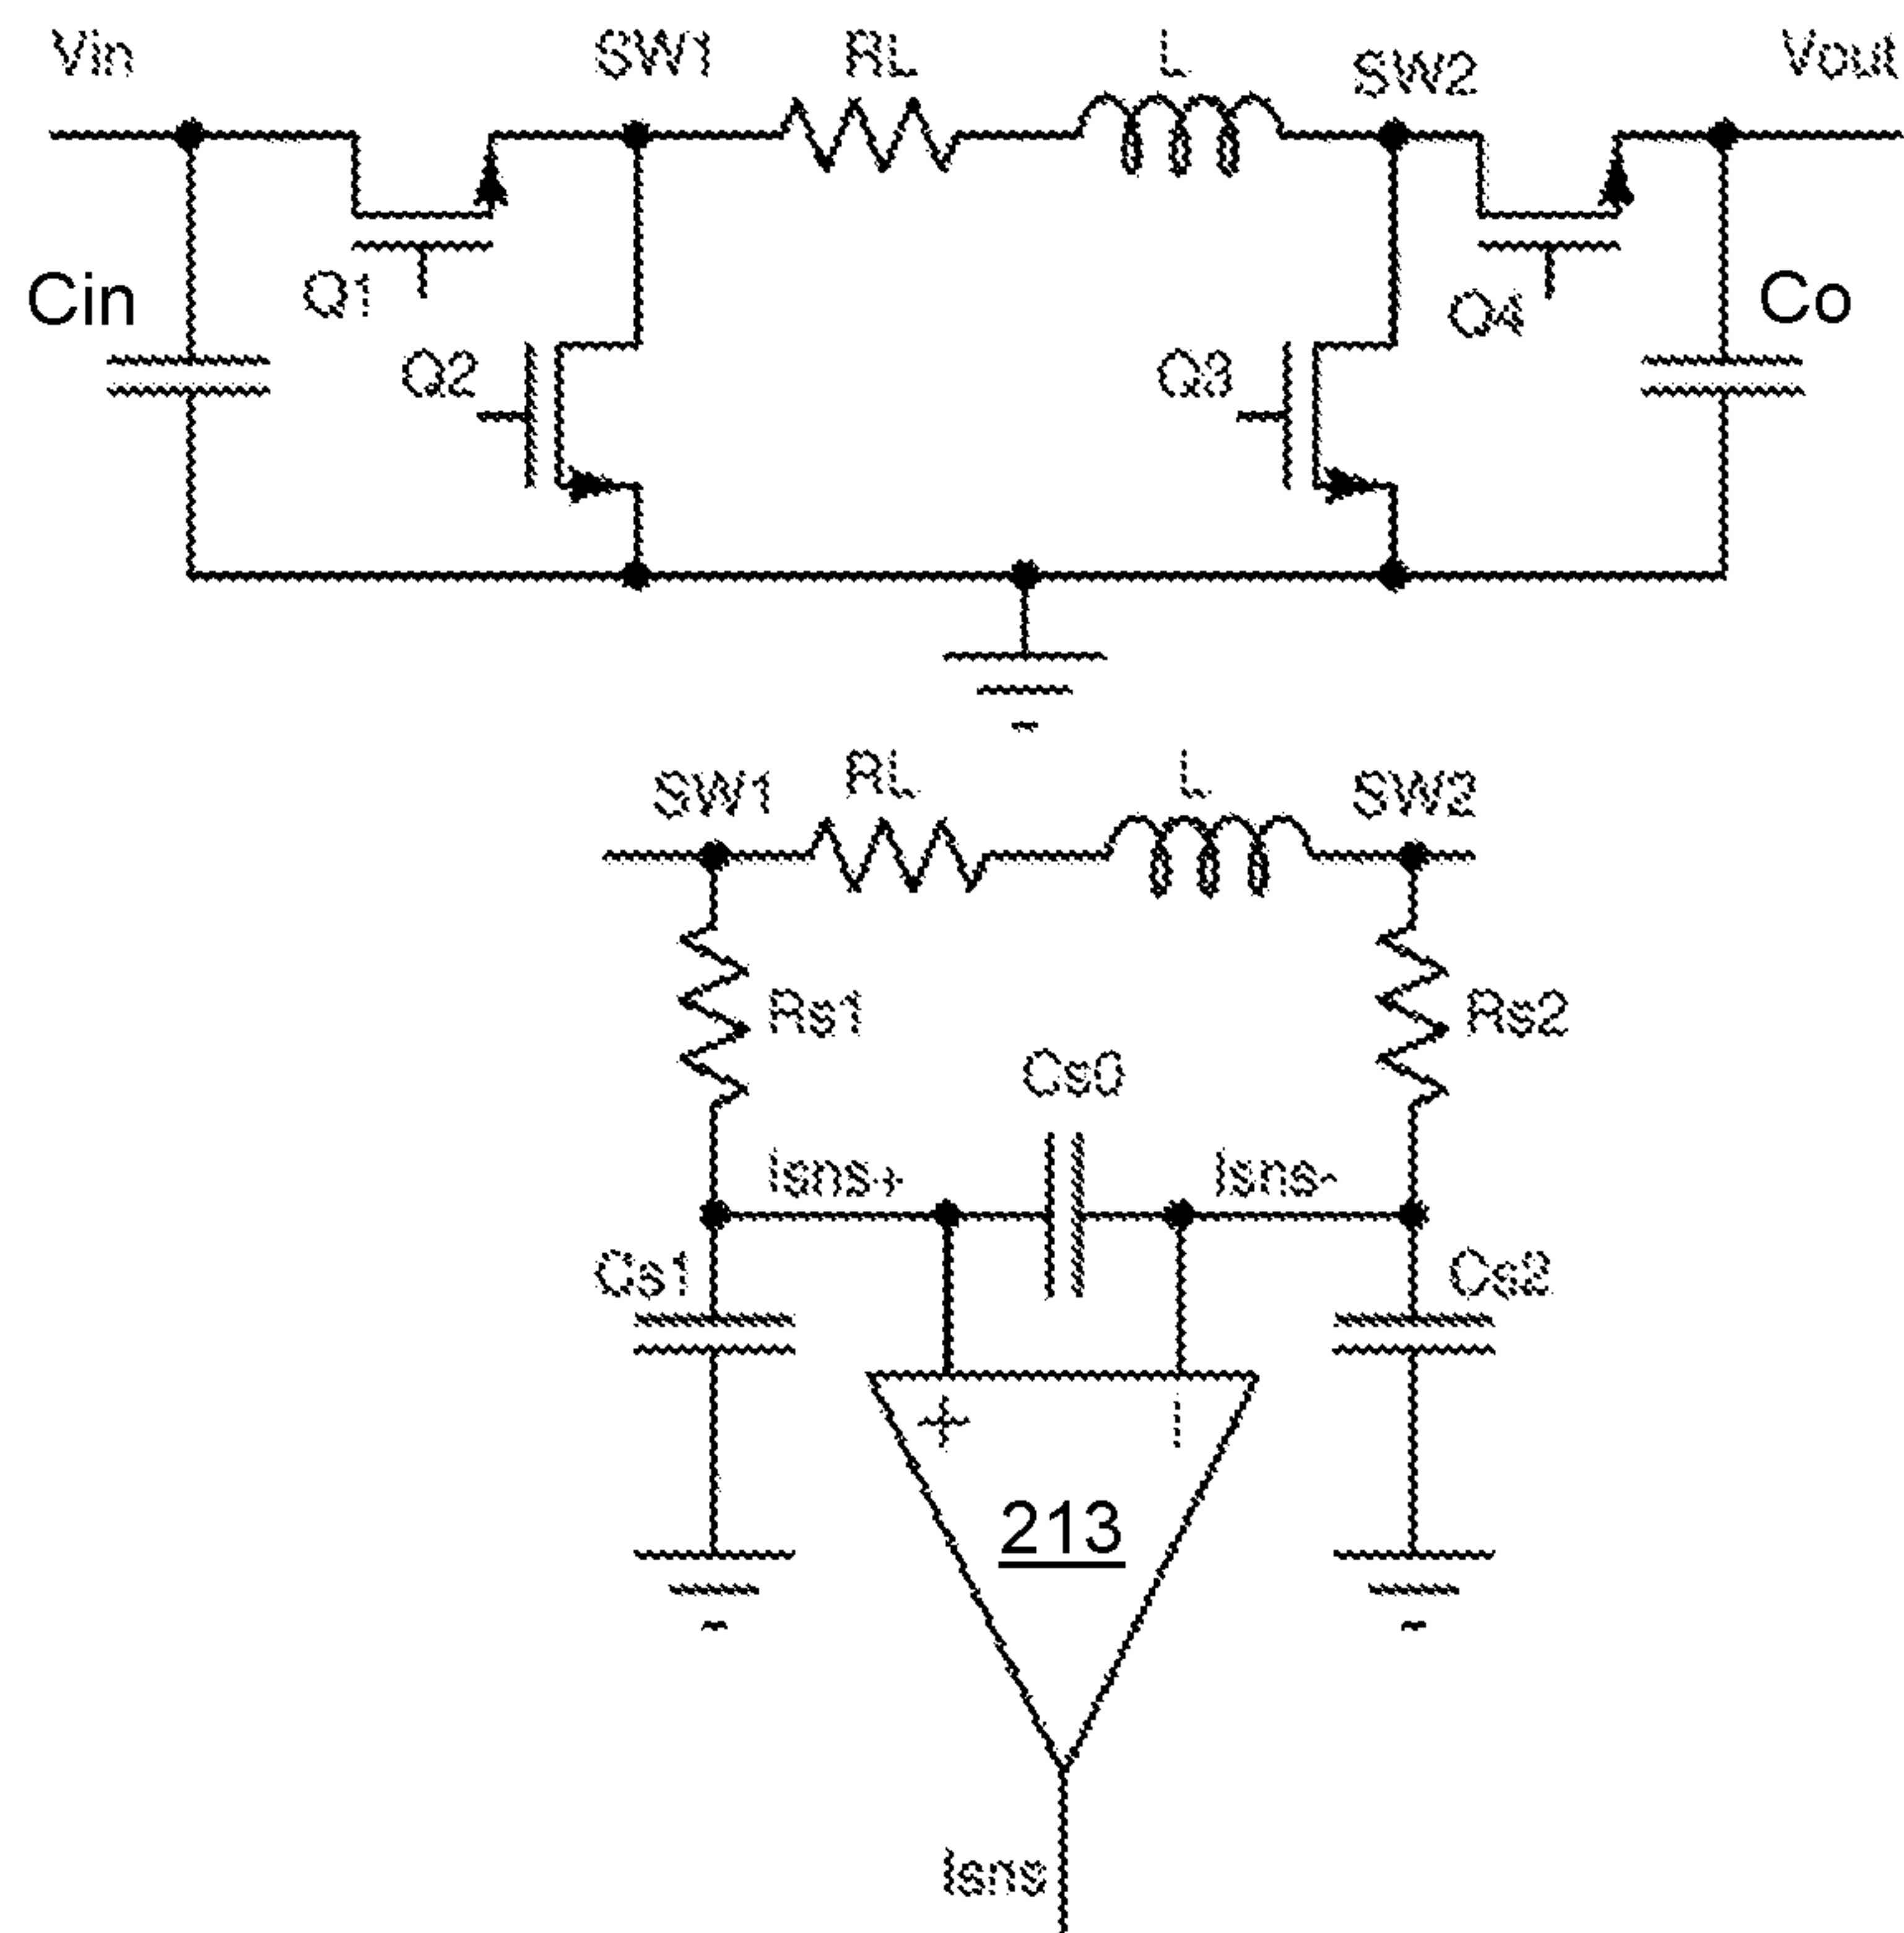 Vin
SW1
RL
L
SW2
Vout
Cin
Q1
Q2
Q3
Q4
Co
SW1
RL
L
SW2
Rs1
Rs2
Cs0
Isns+
Isns-
Cs1
Cs2
+
-
213
Isns